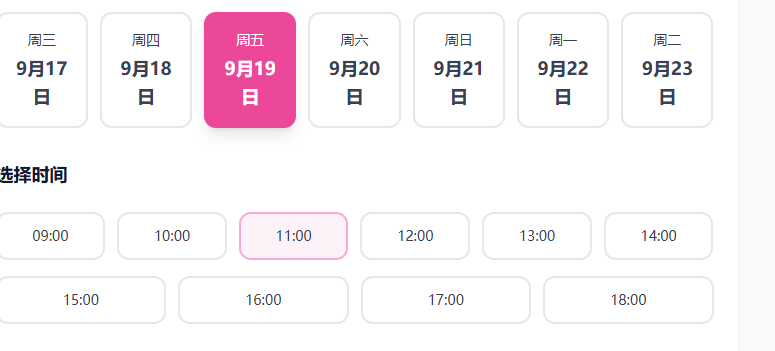 周三 周四 周五 周六 周日 周一 周二
9月17日 9月18日 9月19日 9月20日 9月21日 9月22日 9月23日
选择时间
09:00 10:00 11:00 12:00 13:00 14:00
15:00 16:00 17:00 18:00